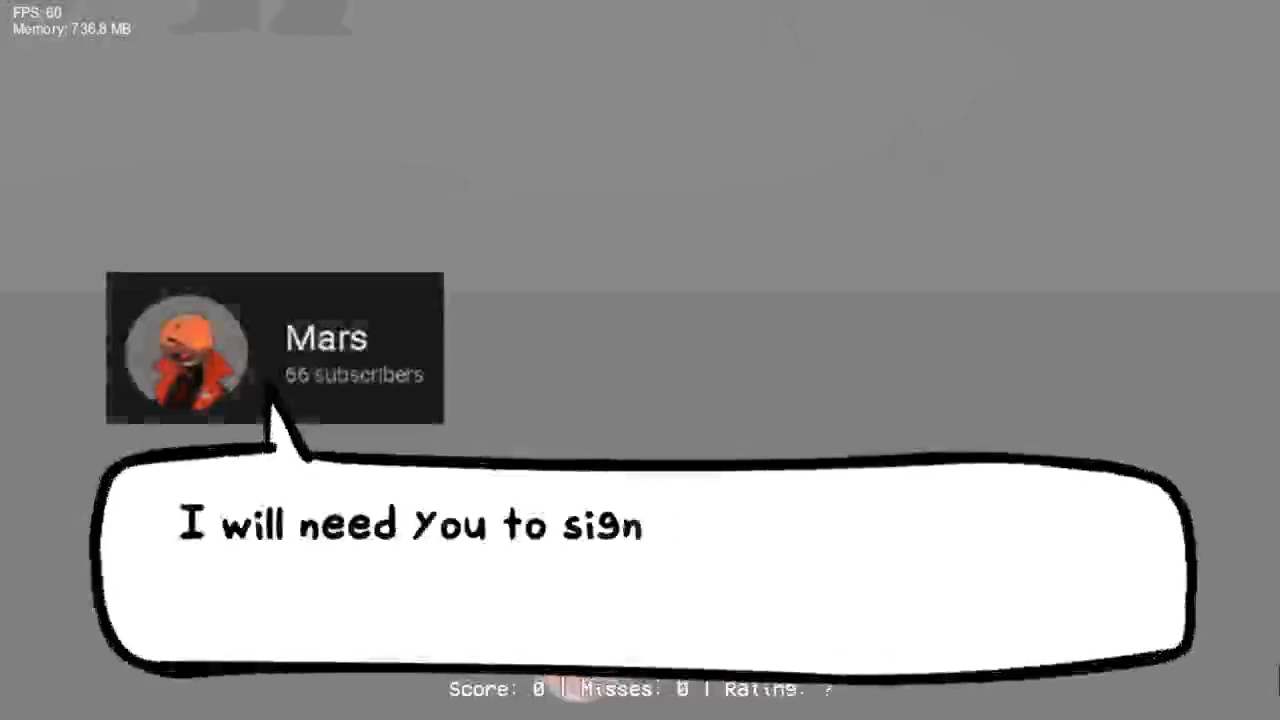 FPS: 60
Memory: 736.8 MB
Mars
66 subscribers
I will need you to sign
Score: 0 | Misses: 0 | Rating: ?